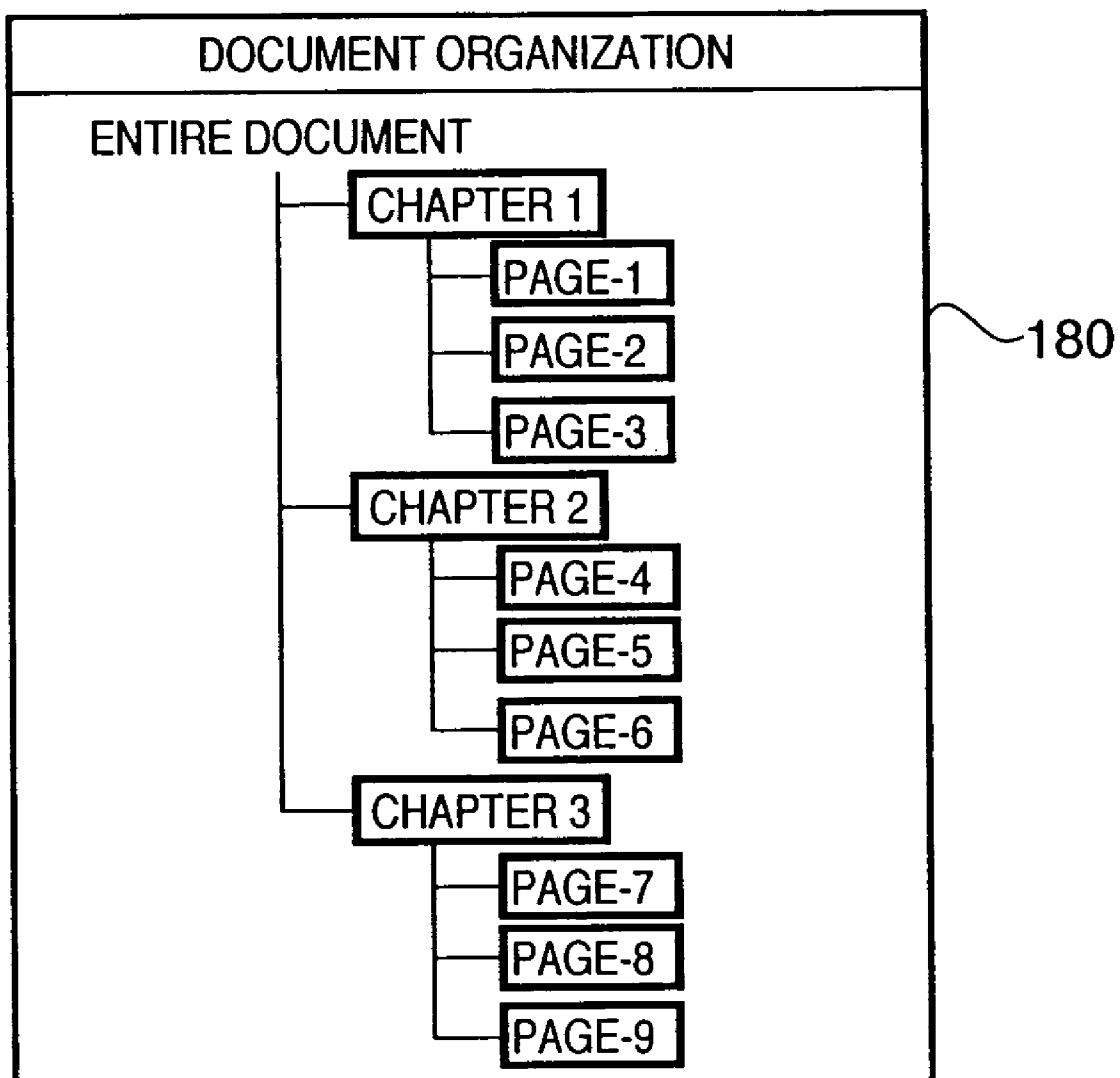 DOCUMENT ORGANIZATION
ENTIRE DOCUMENT
CHAPTER 1
PAGE-1
PAGE-2
180
PAGE-3
CHAPTER 2
PAGE-4
PAGE-5
PAGE-6
CHAPTER 3
PAGE-7
PAGE-8
PAGE-9